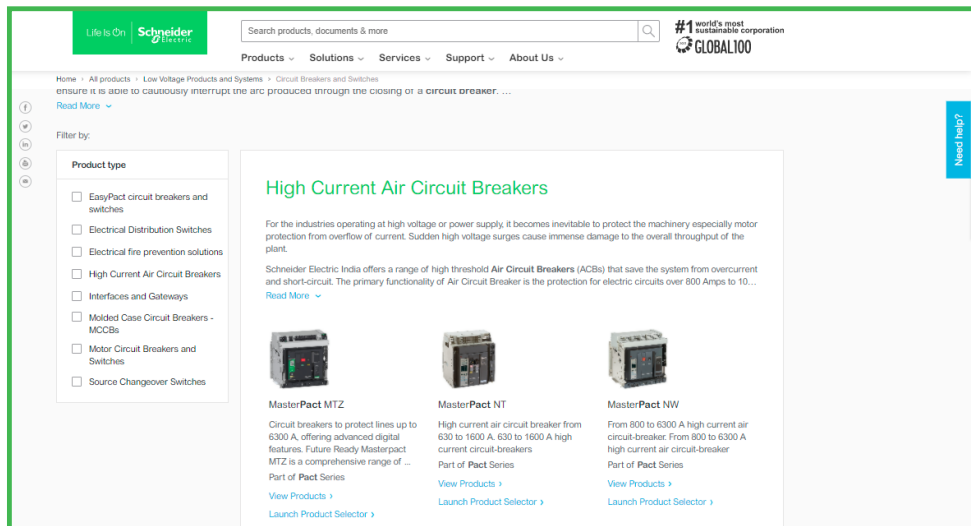 Life Is On | Schneider Electric
Search products, documents & more
#1 world's most sustainable corporation
GLOBAL100
Products Solutions Services Support About Us
Home > All products > Low Voltage Products and Systems > Circuit Breakers and Switches
ensure it is able to cautiously interrupt the arc produced through the closing of a circuit breaker. ...
Read More
Need help?
Filter by:
Product type
EasyPact circuit breakers and
switches
Electrical Distribution Switches
Electrical fire prevention solutions
High Current Air Circuit Breakers
Interfaces and Gateways
Molded Case Circuit Breakers -
MCCBs
Motor Circuit Breakers and
Switches
Source Changeover Switches
High Current Air Circuit Breakers
For the industries operating at high voltage or power supply, it becomes inevitable to protect the machinery especially motor
protection from overflow of current. Sudden high voltage surges cause immense damage to the overall throughput of the
plant.
Schneider Electric India offers a range of high threshold Air Circuit Breakers (ACBs) that save the system from overcurrent
and short-circuit. The primary functionality of Air Circuit Breaker is the protection for electric circuits over 800 Amps to 10...
Read More
MasterPact MTZ
Circuit breakers to protect lines up to
6300 A, offering advanced digital
features. Future Ready Masterpact
MTZ is a comprehensive range of ...
Part of Pact Series
View Products >
Launch Product Selector >
MasterPact NT
High current air circuit breaker from
630 to 1600 A. 630 to 1600 A high
current circuit-breakers
Part of Pact Series
View Products >
Launch Product Selector >
MasterPact NW
From 800 to 6300 A high current air
circuit-breaker. From 800 to 6300 A
high current air circuit-breaker
Part of Pact Series
View Products >
Launch Product Selector >